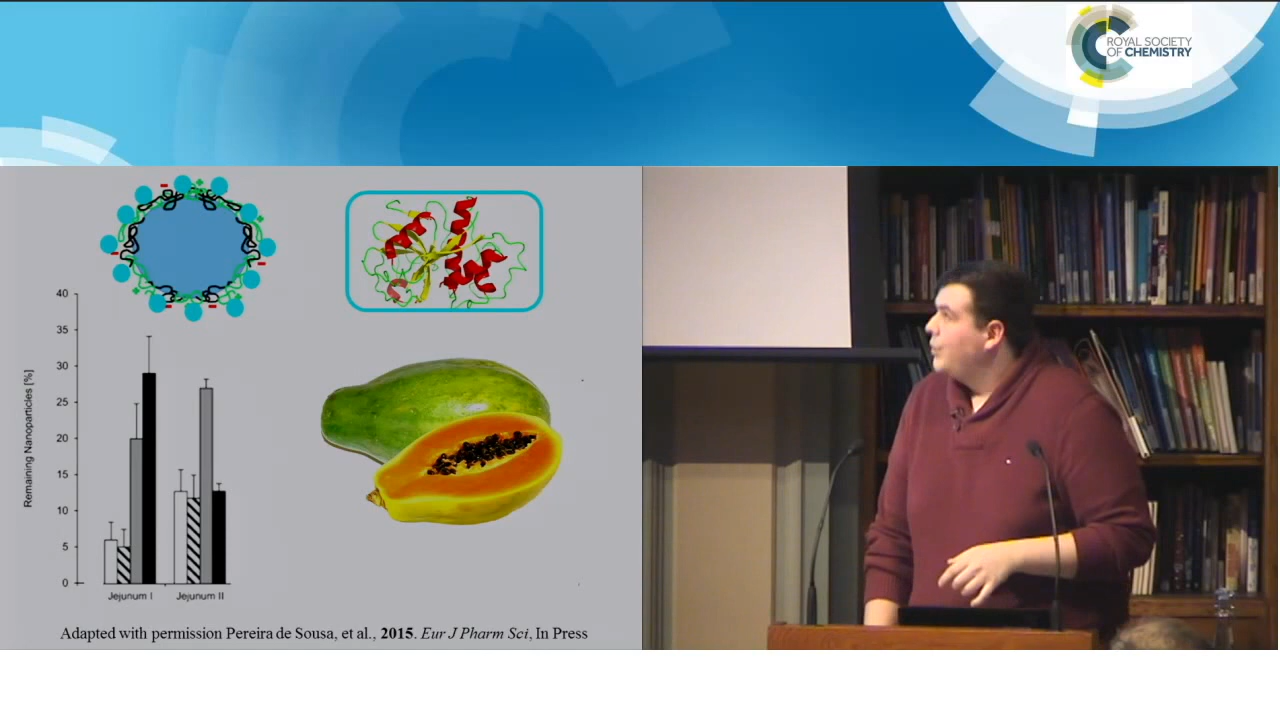 ROYAL SOCIETY
OF CHEMISTRY
40
35
30
25
20
15
10
5
0
Remaining Nanoparticles [%]
Jejunum I
Jejunum II
Adapted with permission Pereira de Sousa, et al., 2015. Eur J Pharm Sci, In Press